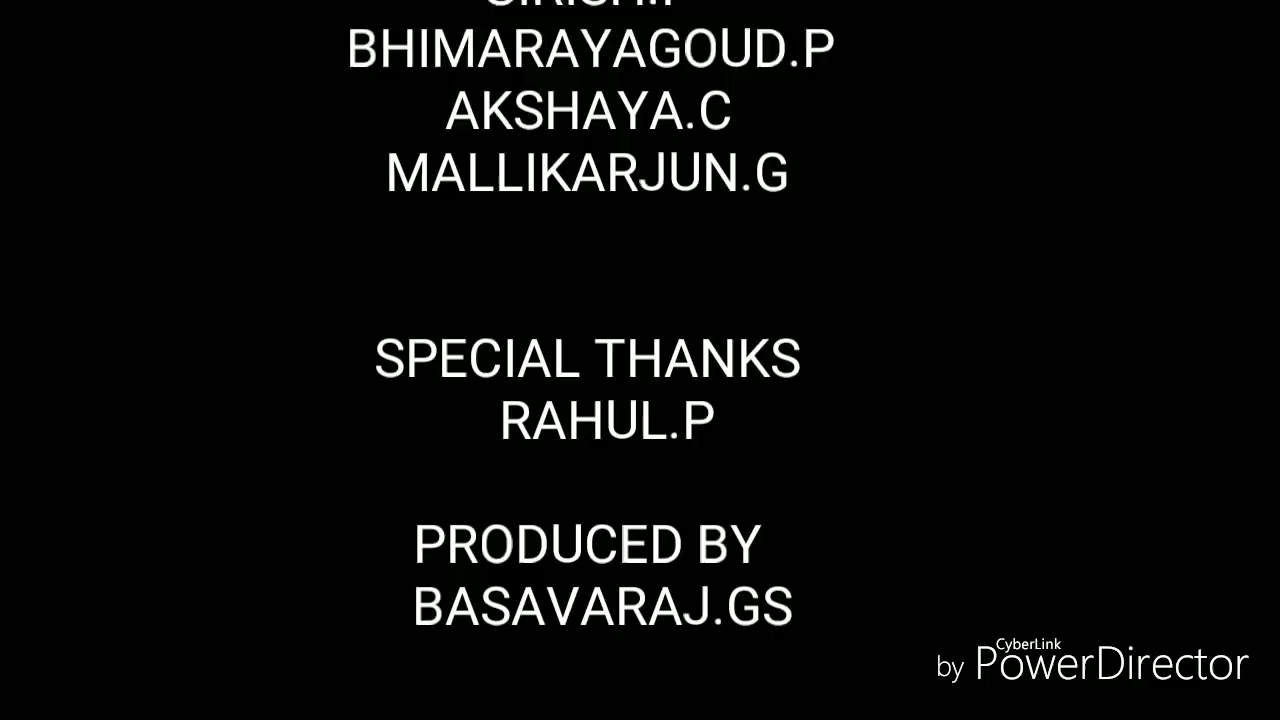 BHIMARAYAGOUD.P
AKSHAYA.C
MALLIKARJUN.G
SPECIAL THANKS
RAHUL.P
PRODUCED BY
BASAVARAJ.GS
CyberLink
by PowerDirector